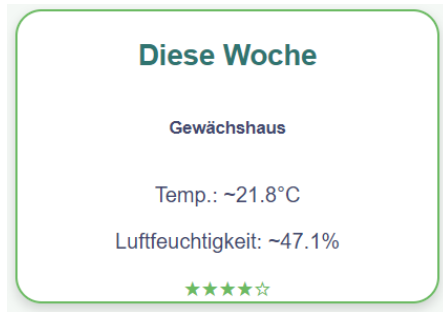 Diese Woche
Gewächshaus
Temp.: ~21.8°C
Luftfeuchtigkeit: ~47.1%
★★★★☆